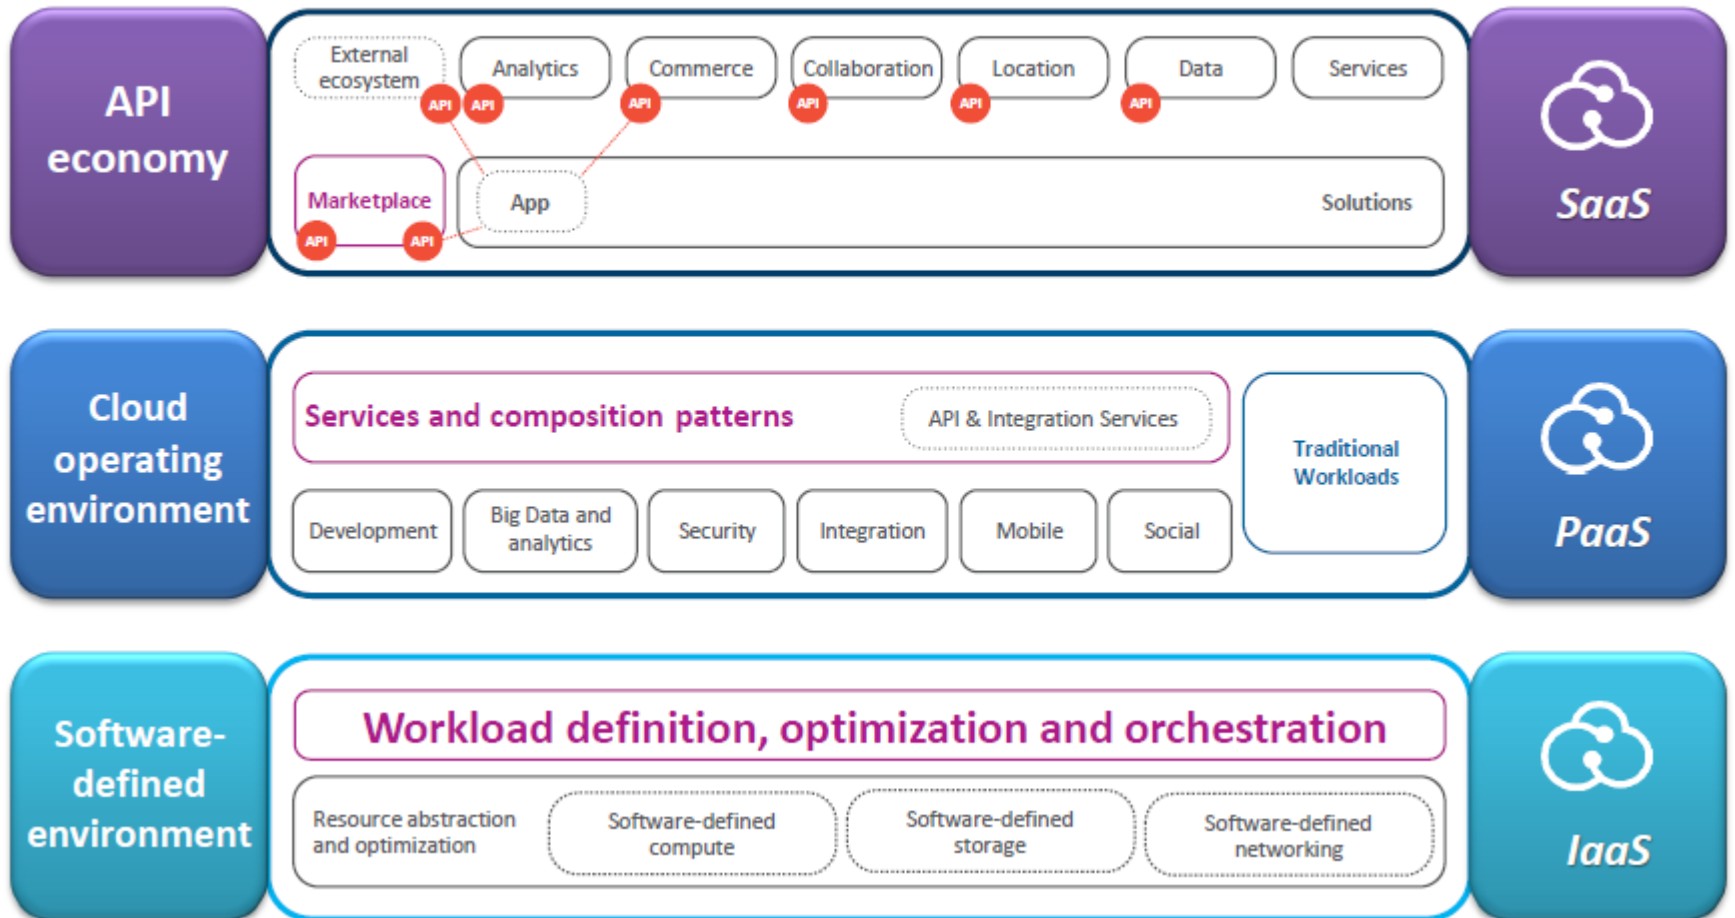 API
economy
External
ecosystem
Analytics
Commerce
Collaboration
Location
Data
Services
API
API
API
API
API
API
Marketplace
App
Solutions
API
API
SaaS
Cloud
operating
environment
Services and composition patterns
API & Integration Services
Traditional
Workloads
Development
Big Data and
analytics
Security
Integration
Mobile
Social
PaaS
Software-
defined
environment
Workload definition, optimization and orchestration
Resource abstraction
and optimization
Software-defined
compute
Software-defined
storage
Software-defined
networking
IaaS